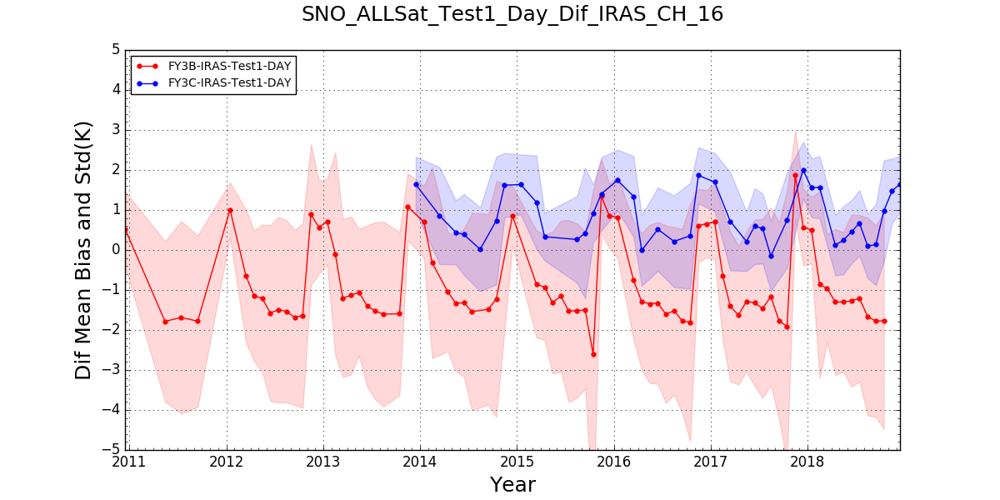 SNO_ALLSat_Test1_Day_Dif_IRAS_CH_16
FY3B-IRAS-Test1-DAY
FY3C-IRAS-Test1-DAY
Dif Mean Bias and Std(K)
5
4
3
2
1
0
−1
−2
−3
−4
−5
2011 2012 2013 2014 2015 2016 2017 2018
Year